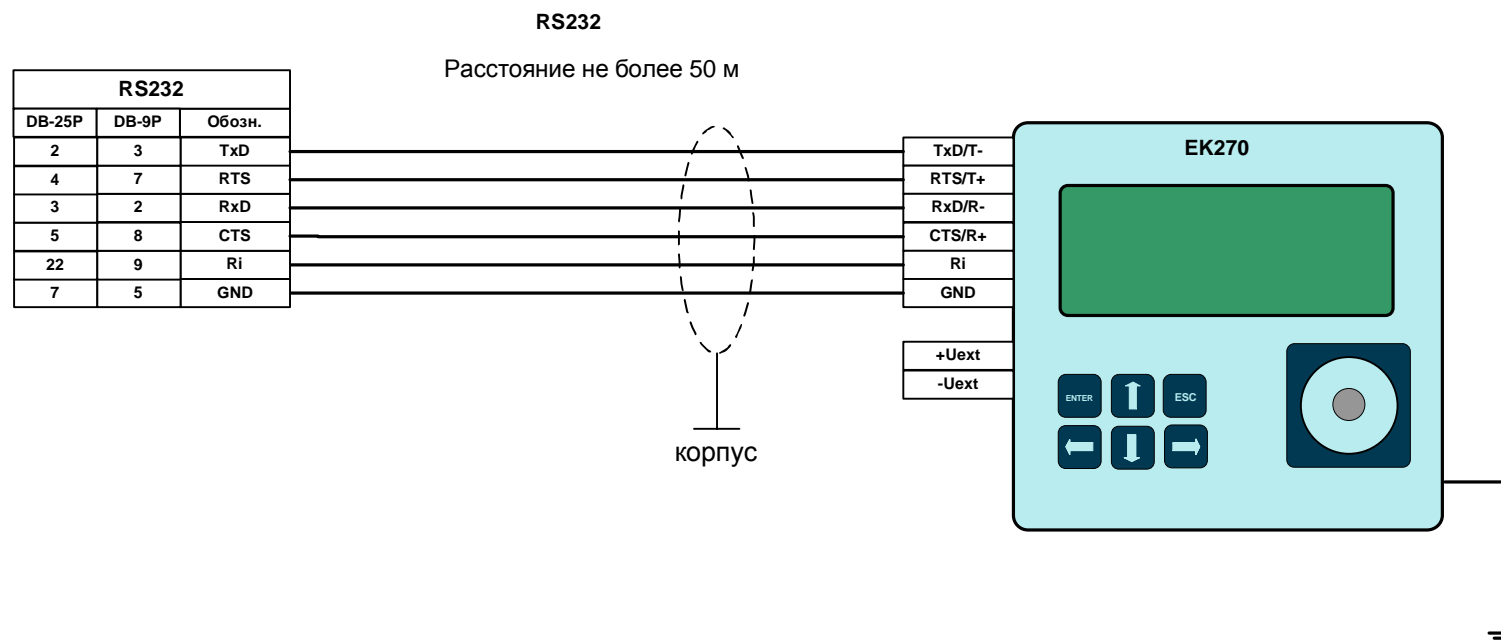 RS232
Расстояние не более 50 м
RS232
DB-25P DB-9P Обозн.
2 3 TxD
4 7 RTS
3 2 RxD
5 8 CTS
22 9 Ri
7 5 GND
TxD/T-
RTS/T+
RxD/R-
CTS/R+
Ri
GND
+Uext
-Uext
EK270
ENTER
ESC
корпус